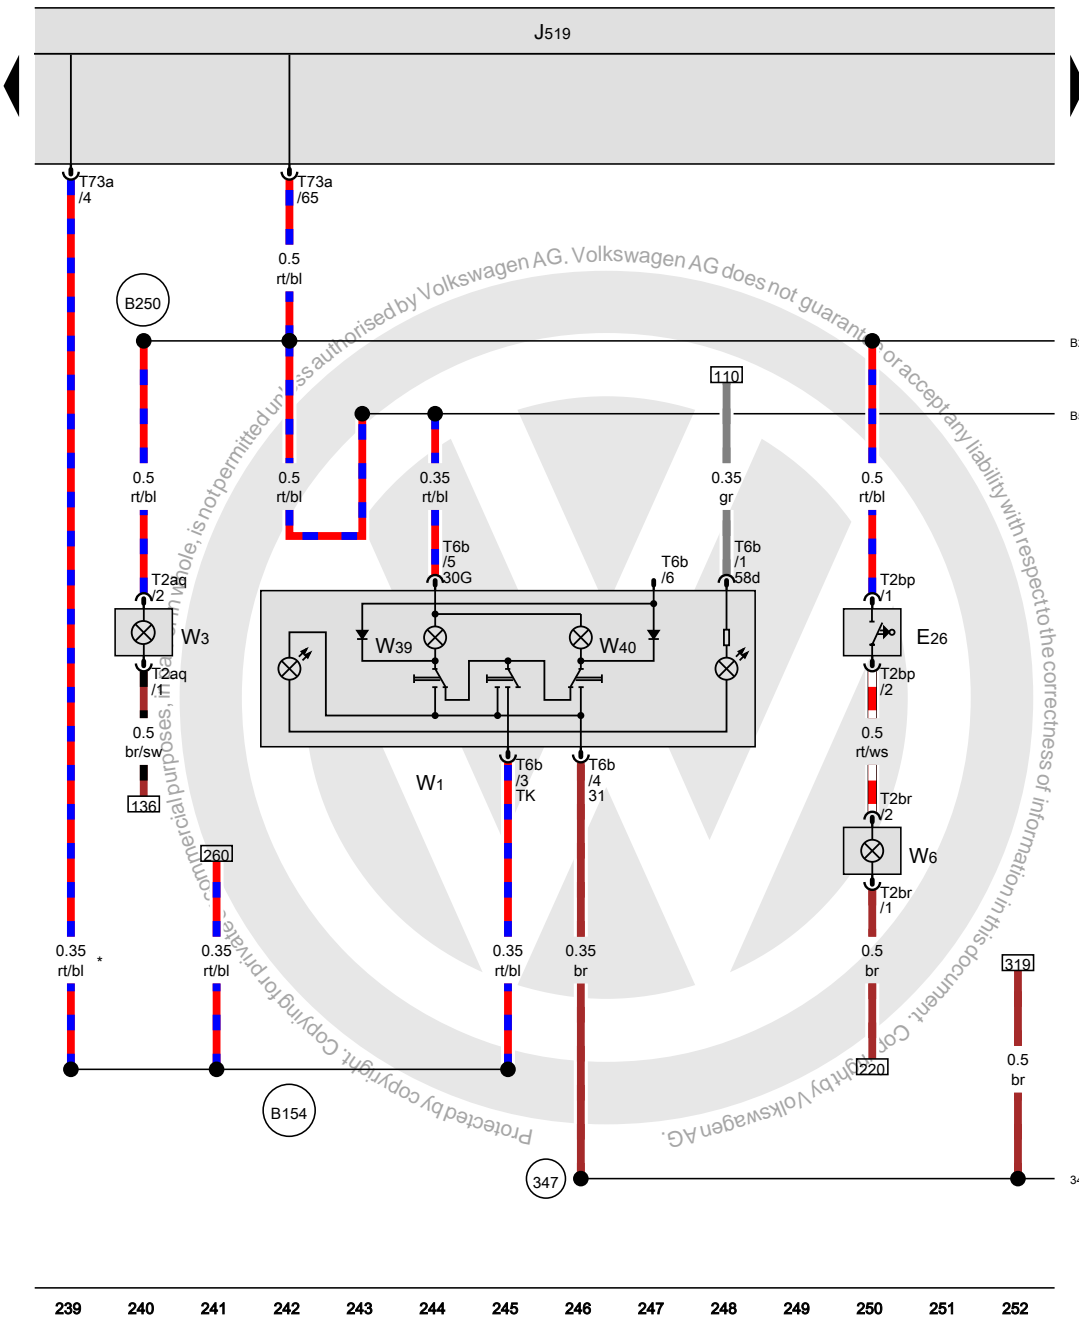 J519
T73a
/4
T73a
/65
0.5
rt/bl
B250
110
0.5
rt/bl
0.5
rt/bl
0.35
rt/bl
0.35
gr
0.5
rt/bl
T2aq
/2
T6b
/5
30G
T6b
/6
T6b
/1
58d
T2bp
/1
W3
W39
W40
E26
T2aq
/1
T2bp
/2
0.5
br/sw
0.5
rt/ws
136
W1
T6b
/3
TK
T6b
/4
31
T2br
/2
260
W6
T2br
/1
0.35
rt/bl
*
0.35
rt/bl
0.35
rt/bl
0.35
br
0.5
br
319
220
0.5
br
B154
347
239 240 241 242 243 244 245 246 247 248 249 250 251 252
Protected by copyright. Copying for private or commercial purposes, in part or in whole, is not permitted unless authorised by Volkswagen AG. Volkswagen AG does not guarantee or accept any liability with respect to the correctness of information in this document. Copyright by Volkswagen AG.